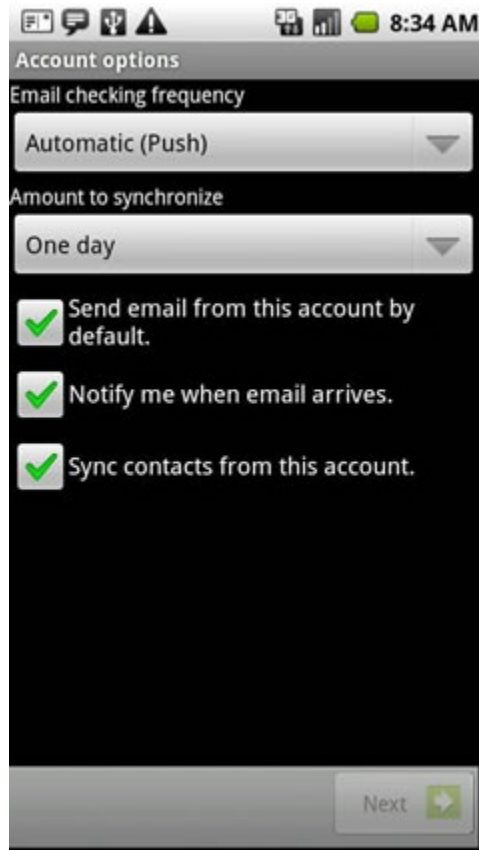 8:34 AM
Account options
Email checking frequency
Automatic (Push)
Amount to synchronize
One day
Send email from this account by
default.
Notify me when email arrives.
Sync contacts from this account.
Next